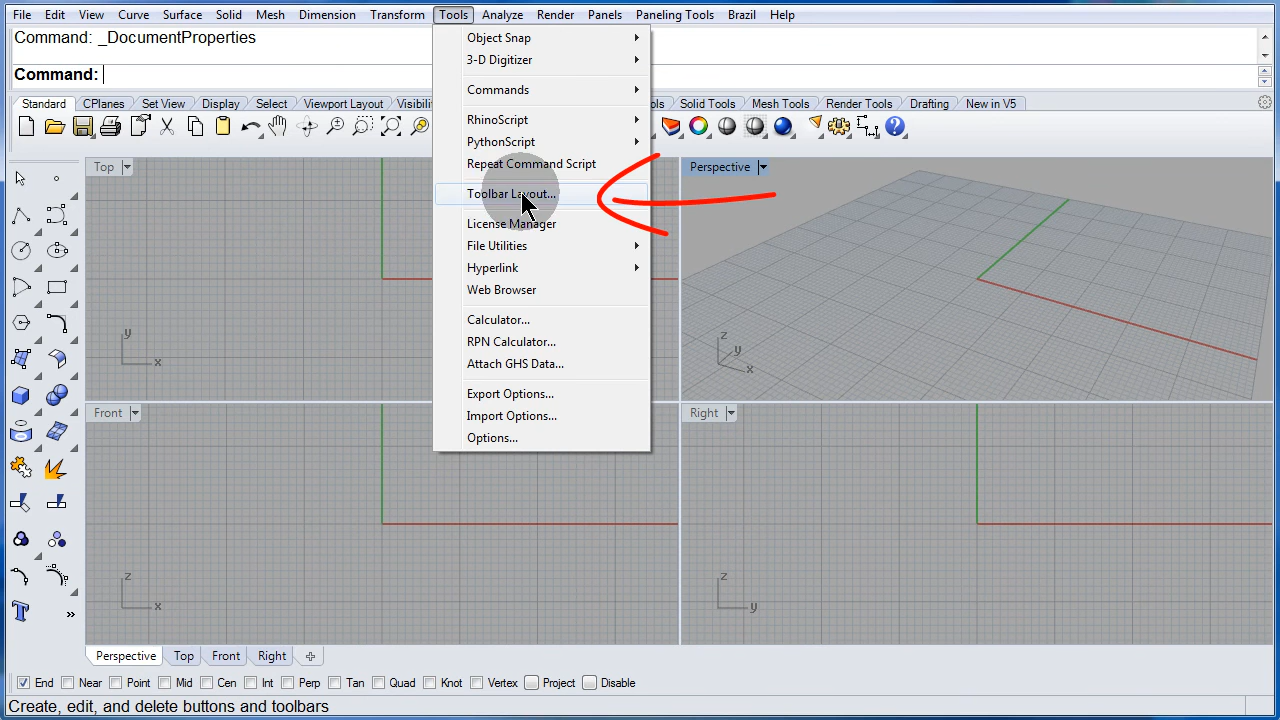 File Edit View Curve Surface Solid Mesh Dimension Transform Tools Analyze Render Panels Paneling Tools Brazil Help
Command: _DocumentProperties
Command:
Standard CPlanes Set View Display Select Viewport Layout Visibili ols Solid Tools Mesh Tools Render Tools Drafting New in V5
Object Snap
3-D Digitizer
Commands
RhinoScript
PythonScript
Repeat Command Script
Toolbar Layout...
License Manager
File Utilities
Hyperlink
Web Browser
Calculator...
RPN Calculator...
Attach GHS Data...
Export Options...
Import Options...
Options...
Top
y
x
Perspective
z
y
x
Front
z
x
Right
z
y
T
»
Perspective Top Front Right
End Near Point Mid Cen Int Perp Tan Quad Knot Vertex Project Disable
Create, edit, and delete buttons and toolbars